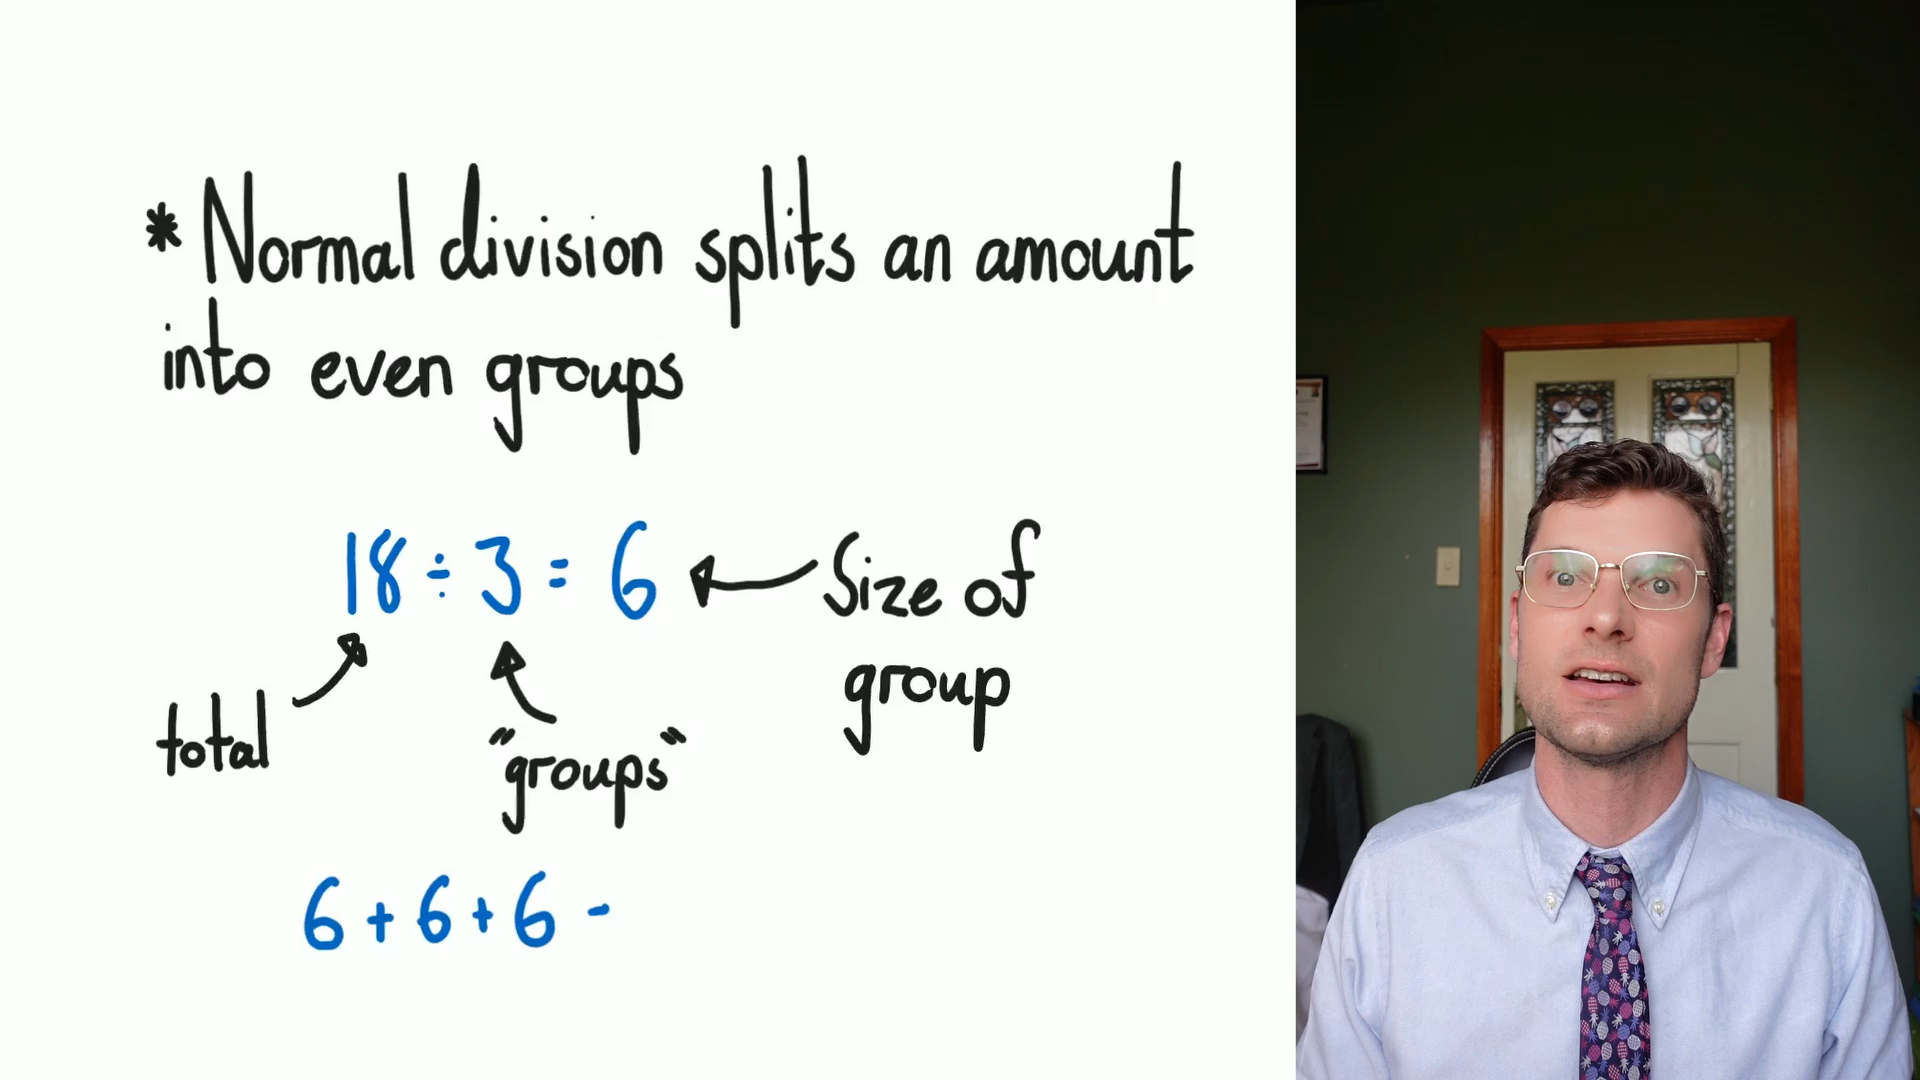 * Normal division splits an amount
into even groups
18 ÷ 3 = 6
Size of
group
total
"groups"
6 + 6 + 6 -